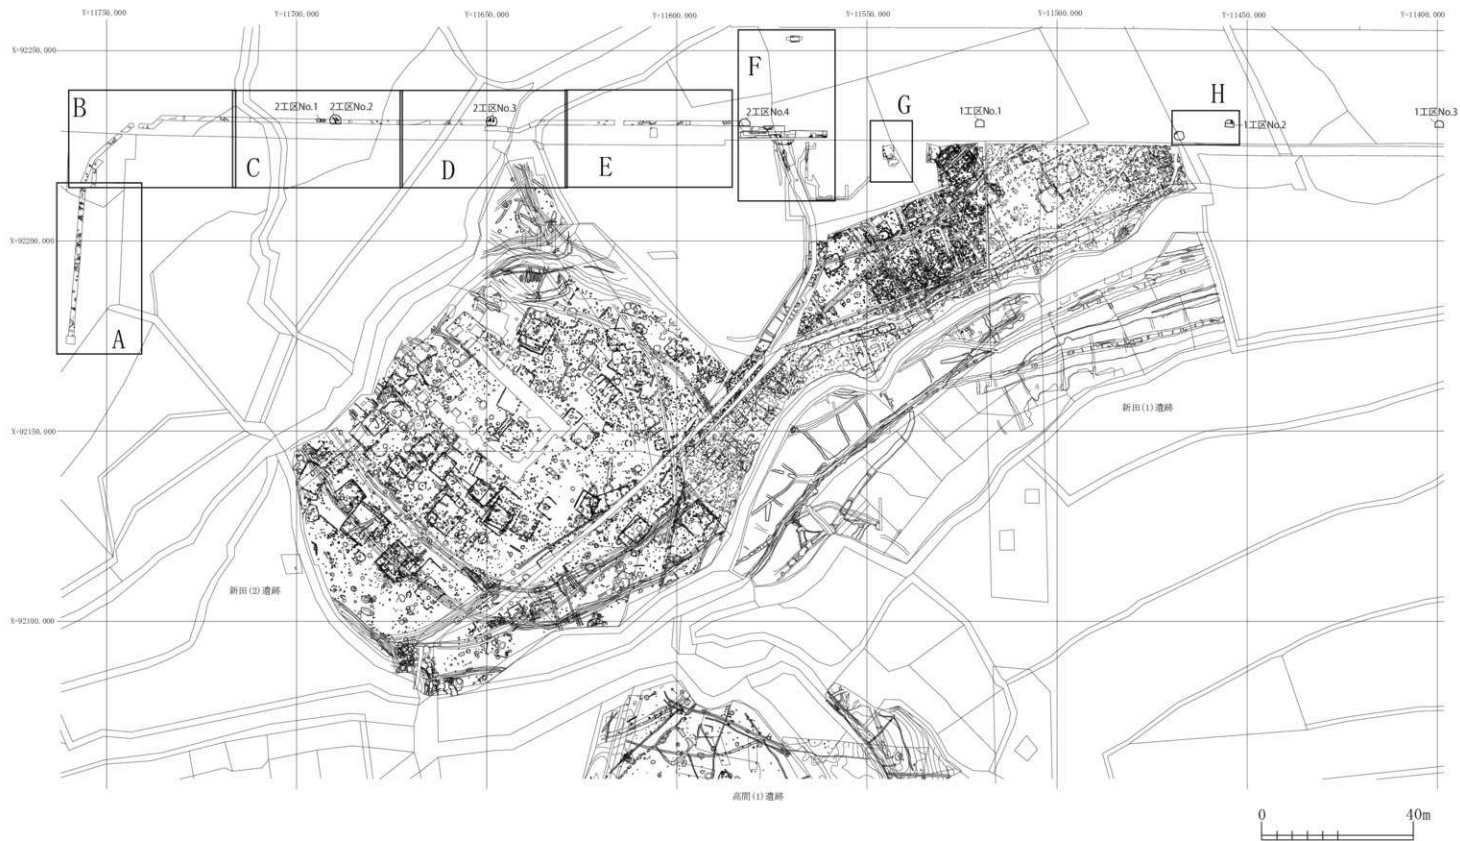 Y=11750.000
Y=11700.000
Y=11650.000
Y=11600.000
Y=11550.000
Y=11500.000
Y=11450.000
Y=11400.000
X=92250.000
F
B
2工区No.1
2工区No.2
2工区No.3
2工区No.4
G
1工区No.1
H
1工区No.2
1工区No.3
C
D
E
X=92200.000
A
新田(1)遺跡
X=92150.000
新田(2)遺跡
X=92100.000
高間(1)遺跡
0
40m